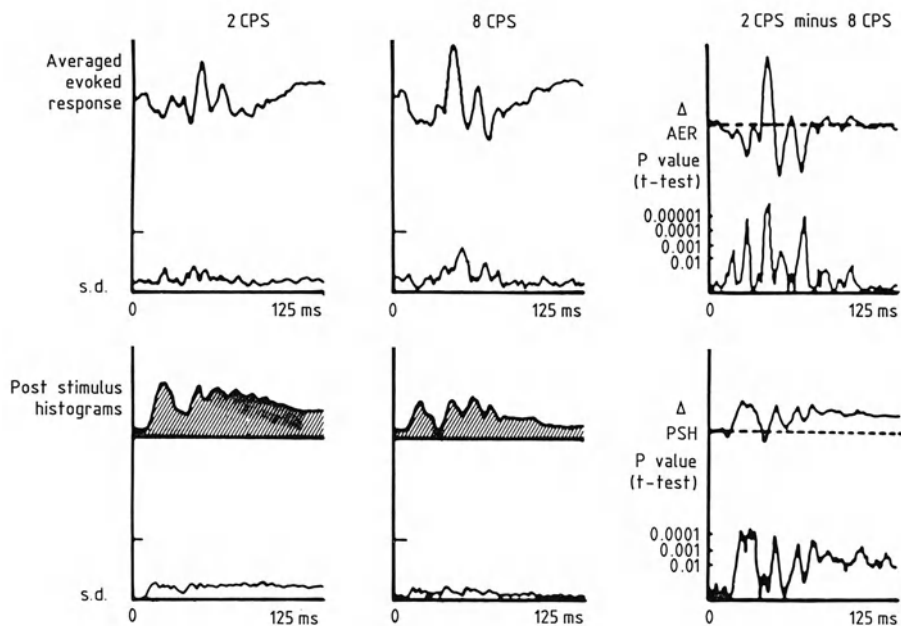 2 CPS
8 CPS
2 CPS minus 8 CPS
Averaged
evoked
response
s.d.
0
125 ms
0
125 ms
Δ
AER
P value
(t-test)
0.00001
0.0001
0.001
0.01
0
125 ms
Post stimulus
histograms
s.d.
0
125 ms
0
125 ms
Δ
PSH
P value
(t-test)
0.0001
0.001
0.01
0
125 ms